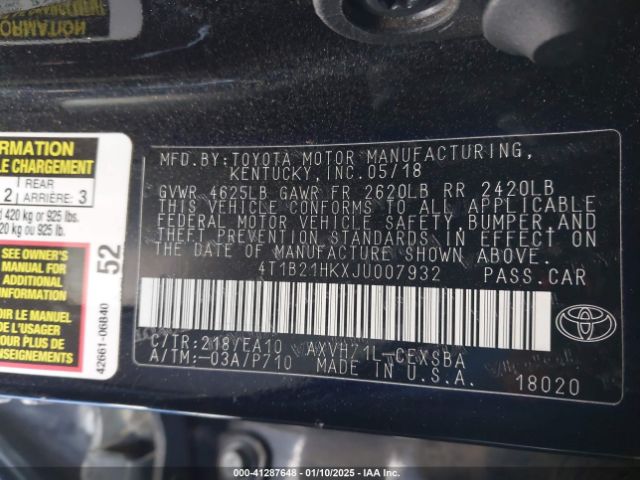 MFD.BY:TOYOTA MOTOR MANUFACTURING,
KENTUCKY,INC.05/18
GVWR 4625LB GAWR FR 2620LB RR 2420LB
THIS VEHICLE CONFORMS TO ALL APPLICABLE
FEDERAL MOTOR VEHICLE SAFETY,BUMPER,AND
THEFT PREVENTION STANDARDS IN EFFECT ON
THE DATE OF MANUFACTURE SHOWN ABOVE.
4T1B21HKXJU007932 PASS.CAR
C/TR:218/EA10 AXVH71L-CEXSBA
A/TM:-03A/P710 MADE IN U.S.A.
18020
RMATION
LE CHARGEMENT
2 REAR
ARRIÈRE: 3
420 kg or 925 lbs.
20 kg ou 925 lb.
SEE OWNER'S
MANUAL FOR
ADDITIONAL
INFORMATION
VOIR LE MANUEL
DE L'USAGER
POUR PLUS DE
RENSEIGNEMENTS
52
42661-06B40
000-41287648 — 01/10/2025 — IAA Inc.